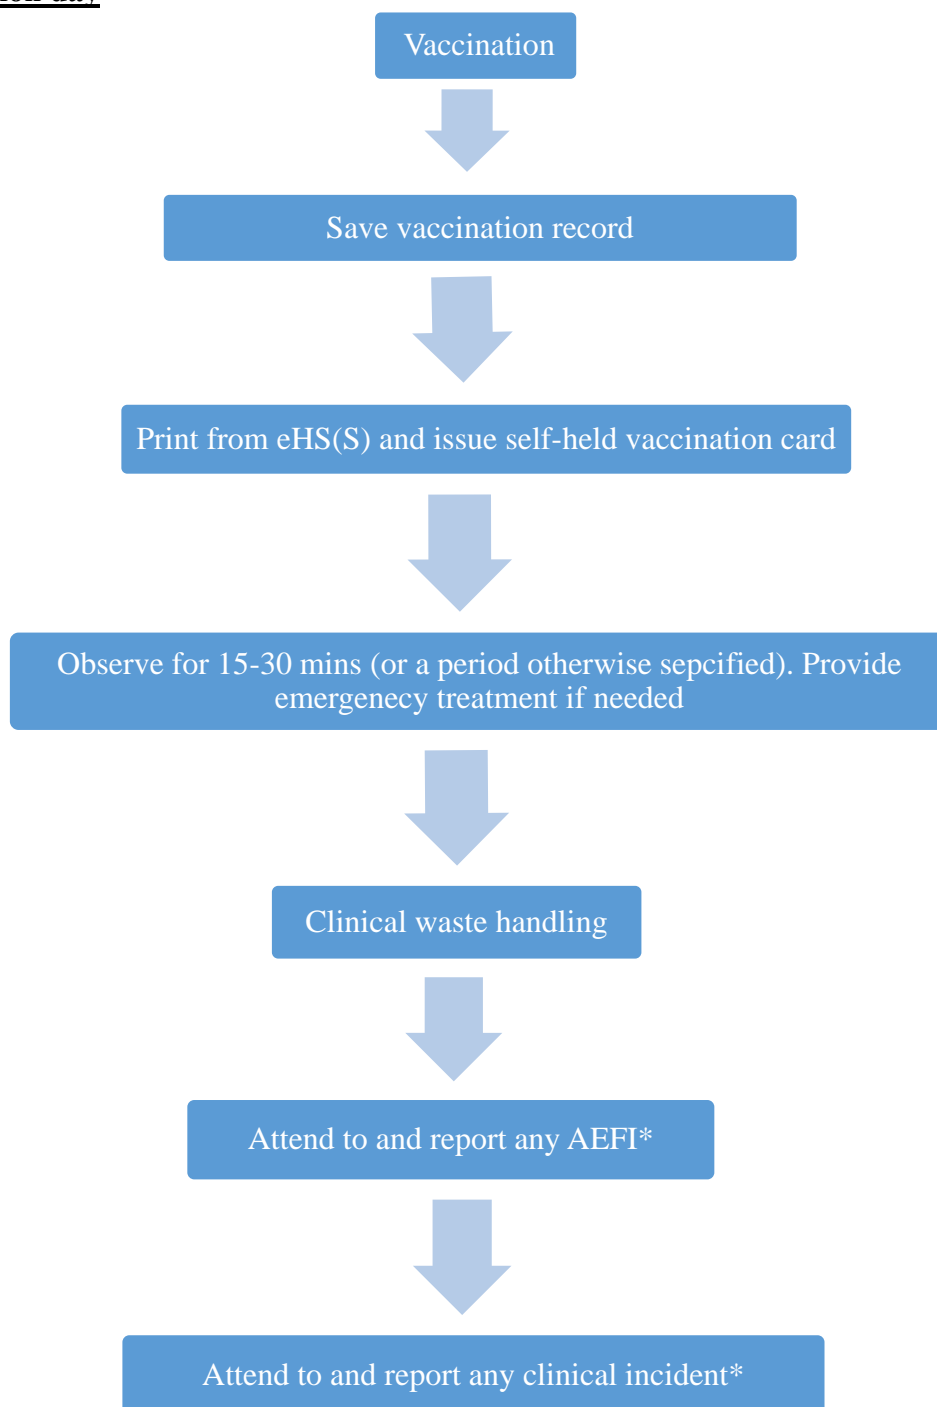 day
Vaccination
Save vaccination record
Print from eHS(S) and issue self-held vaccination card
Observe for 15-30 mins (or a period otherwise sepcified). Provide
emergenecy treatment if needed
Clinical waste handling
Attend to and report any AEFI*
Attend to and report any clinical incident*